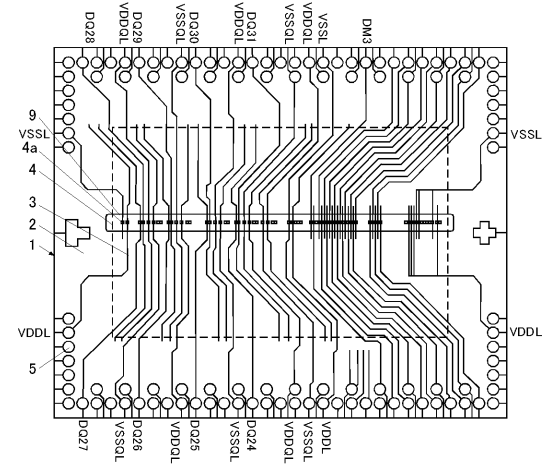 DQ28
VDDQL
DQ29
VSSQL
DQ30
VDDQL
DQ31
VSSQL
VDDQL
VSSL
DM3
9
VSSL
VSSL
4a
4
3
2
1
VDDL
VDDL
5
DQ27
VSSQL
DQ26
VDDQL
DQ25
VSSQL
DQ24
VDDQL
VSSQL
VDDL